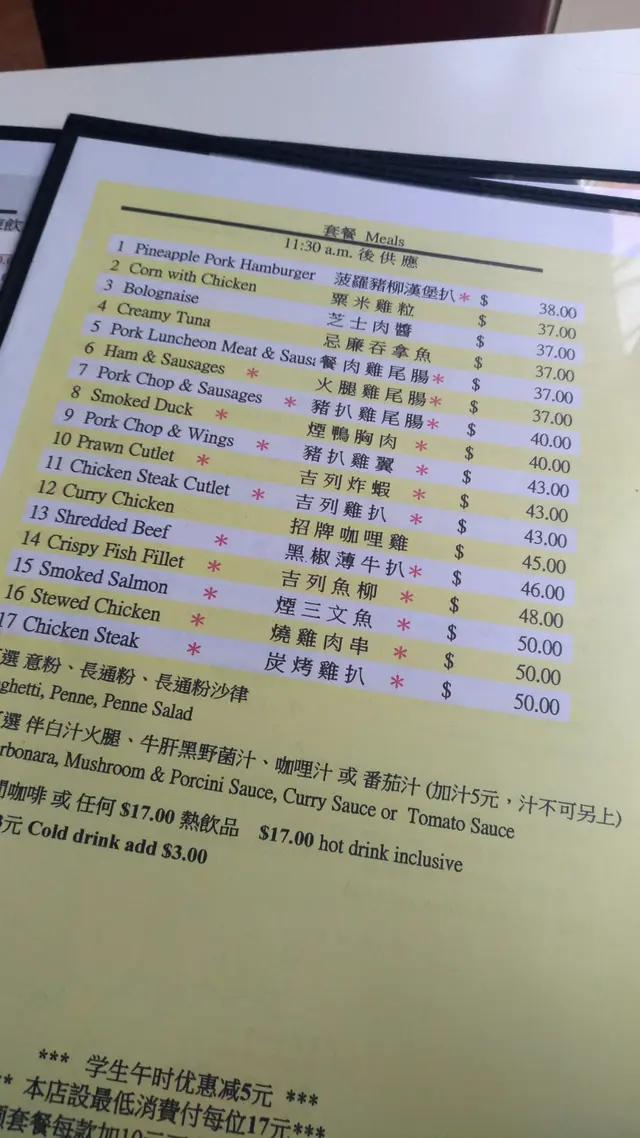 套餐 Meals
11:30 a.m. 後供應
1 Pineapple Pork Hamburger 菠羅豬柳漢堡扒* $ 38.00
2 Corn with Chicken 粟米雞粒 $ 37.00
3 Bolognaise 芝士肉醬 $ 37.00
4 Creamy Tuna 忌廉吞拿魚 $ 37.00
5 Pork Luncheon Meat & Sausa 餐肉雞尾腸* $ 37.00
6 Ham & Sausages * 火腿雞尾腸* $ 37.00
7 Pork Chop & Sausages * 豬扒雞尾腸* $ 40.00
8 Smoked Duck * 煙鴨胸肉 * $ 40.00
9 Pork Chop & Wings * 豬扒雞翼 * $ 43.00
10 Prawn Cutlet * 吉列炸蝦 * $ 43.00
11 Chicken Steak Cutlet * 吉列雞扒 * $ 43.00
12 Curry Chicken 招牌咖哩雞 $ 45.00
13 Shredded Beef * 黑椒薄牛扒* $ 46.00
14 Crispy Fish Fillet * 吉列魚柳 * $ 48.00
15 Smoked Salmon * 煙三文魚 * $ 50.00
16 Stewed Chicken * 燒雞肉串 * $ 50.00
17 Chicken Steak * 炭烤雞扒 * $ 50.00
選 意粉、長通粉、長通粉沙律
ghetti, Penne, Penne Salad
選 伴白汁火腿、牛肝黑野菌汁、咖哩汁 或 番茄汁 (加汁5元，汁不可另上)
rbonara, Mushroom & Porcini Sauce, Curry Sauce or Tomato Sauce
咖啡 或 任何 $17.00 熱飲品 $17.00 hot drink inclusive
元 Cold drink add $3.00
*** 学生午时优惠减5元 ***
** 本店設最低消費付每位17元***
套餐每款加10元